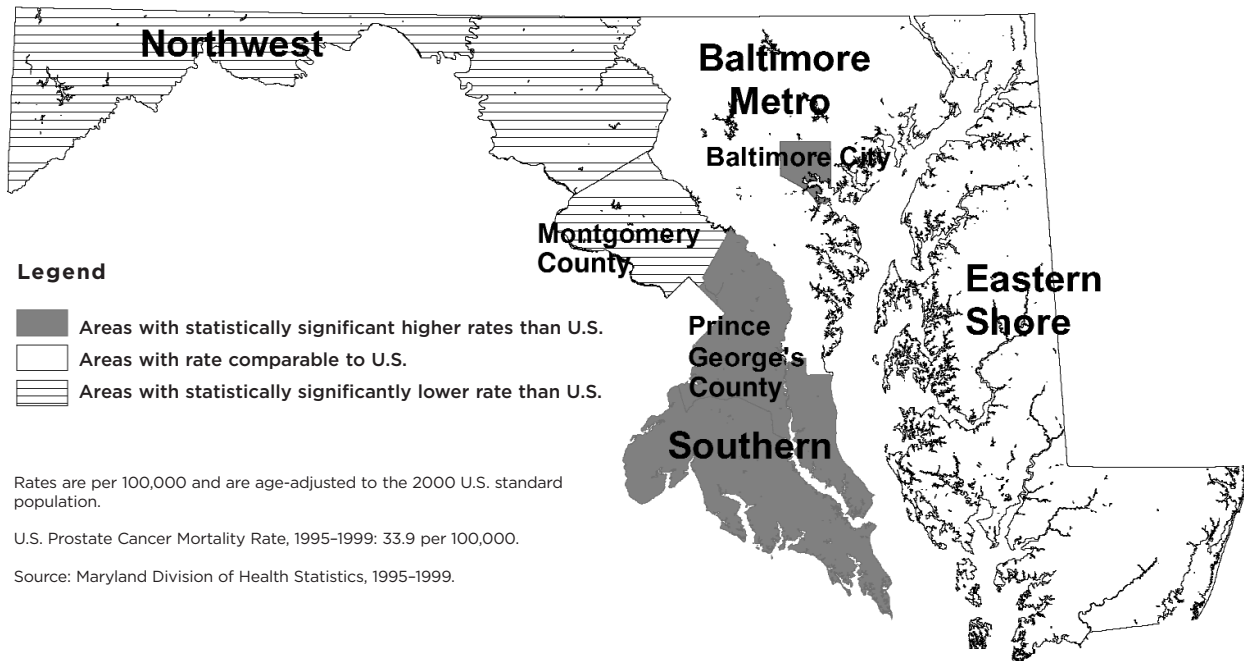 Northwest
Baltimore
Metro
Baltimore City
Montgomery
County
Eastern
Shore
Prince
George's
County
Southern
Legend
Areas with statistically significant higher rates than U.S.
Areas with rate comparable to U.S.
Areas with statistically significantly lower rate than U.S.
Rates are per 100,000 and are age-adjusted to the 2000 U.S. standard
population.
U.S. Prostate Cancer Mortality Rate, 1995–1999: 33.9 per 100,000.
Source: Maryland Division of Health Statistics, 1995–1999.